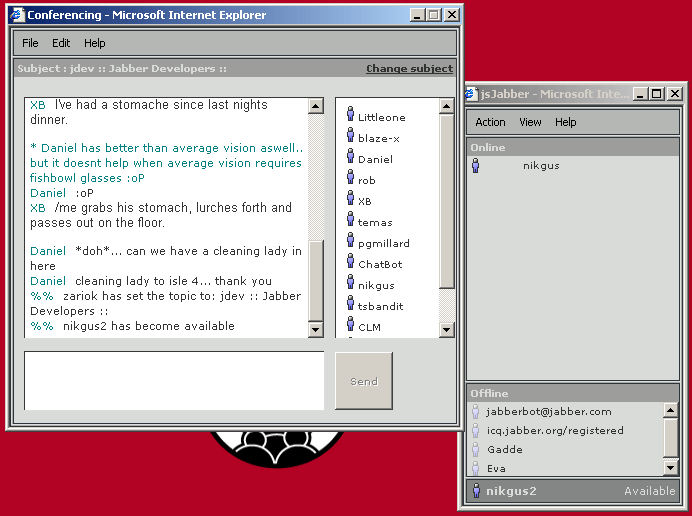 Conferencing - Microsoft Internet Explorer
File Edit Help
Subject : jdev :: Jabber Developers ::
Change subject
XB I've had a stomache since last nights
dinner.
* Daniel has better than average vision aswell..
but it doesnt help when average vision requires
fishbowl glasses :oP
Daniel :oP
XB /me grabs his stomach, lurches forth and
passes out on the floor.
Daniel *doh*... can we have a cleaning lady in
here
Daniel cleaning lady to isle 4... thank you
%% zariok has set the topic to: jdev :: Jabber
Developers ::
%% nikgus2 has become available
Littleone
blaze-x
Daniel
rob
XB
temas
pgmillard
ChatBot
nikgus
tsbandit
CLM
Send
jsJabber - Microsoft Inte...
Action View Help
Online
nikgus
Offline
jabberbot@jabber.com
icq.jabber.org/registered
Gadde
Eva
nikgus2 Available